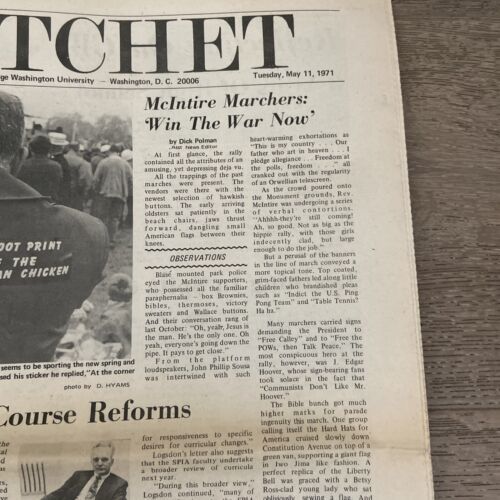 TCHET
ge Washington University — Washington, D. C. 20006
Tuesday, May 11, 1971
OOT PRINT
F THE
AN CHICKEN
seems to be sporting the new spring and
sed his sticker he replied, "At the corner
photo by D. HYAMS
McIntire Marchers:
'Win The War Now'
by Dick Polman
Asst News Editor
At first glance, the rally
contained all the attributes of an
amusing, yet depressing deja vu.
All the trappings of the past
marches were present. The
vendors were there with the
newest selection of hawkish
buttons. The early arriving
oldsters sat patiently in the
beach chairs, jaws thrust
forward, dangling small
American flags between their
knees.
OBSERVATIONS
Blasé mounted park police
eyed the McIntire supporters,
who possessed all the familiar
paraphernalia - box Brownies,
bibles, thermoses, victory
sweaters and Wallace buttons.
And their conversation rang of
last October: "Oh, yeah, Jesus is
the man. He's the only one. Oh
yeah, everyone's going down the
pipe. It pays to get close."
From the platform
loudspeakers, John Phillip Sousa
was intertwined with such
heart-warming exhortations as
"This is my country . . . Our
father who art in heaven . . I
pledge allegiance . . . Freedom at
the polls, freedom . . ." all
cranked out with the regularity
of an Orwellian telescreen.
As the crowd poured onto
the Monument grounds, Rev.
McIntire was undergoing a series
of verbal contortions.
"Ahhhh-they're still coming!
Ah, so good. Not as big as the
hippie rally, with those girls
indecently clad, but large
enough to do the job."
But a perusal of the banners
in the line of march conveyed a
more topical tone. Top coated,
grim-faced fathers led along little
children who brandished pleas
such as "Indict the U.S. Ping
Pong Team" and "Table Tennis?
Ha ht."
Many marchers carried signs
demanding the President to
"Free Calley" and to "Free the
POWs, then Talk Peace." The
most conspicuous hero at the
rally, however, was J. Edgar
Hoover, whose sign-bearing fans
took solace in the fact that
"Communists Don't Like Mr.
Hoover."
The Bible bunch got much
higher marks for parade
ingenuity this march. One group
calling itself the Hard Hats for
America cruised slowly down
Constitution Avenue on top of a
green van, supporting a giant flag
in Iwo Jima like fashion. A
perfect replica of the Liberty
Bell was graced with a Betsy
Ross-clad young lady who sat
obliviously sewing a flag. And
Course Reforms
for responsiveness to specific
desires for curricular changes."
Logsdon's letter also suggests
that the SPIA faculty undertake
a broader review of curricula
next year.
"During this broader view,"
Logsdon continued, "many of